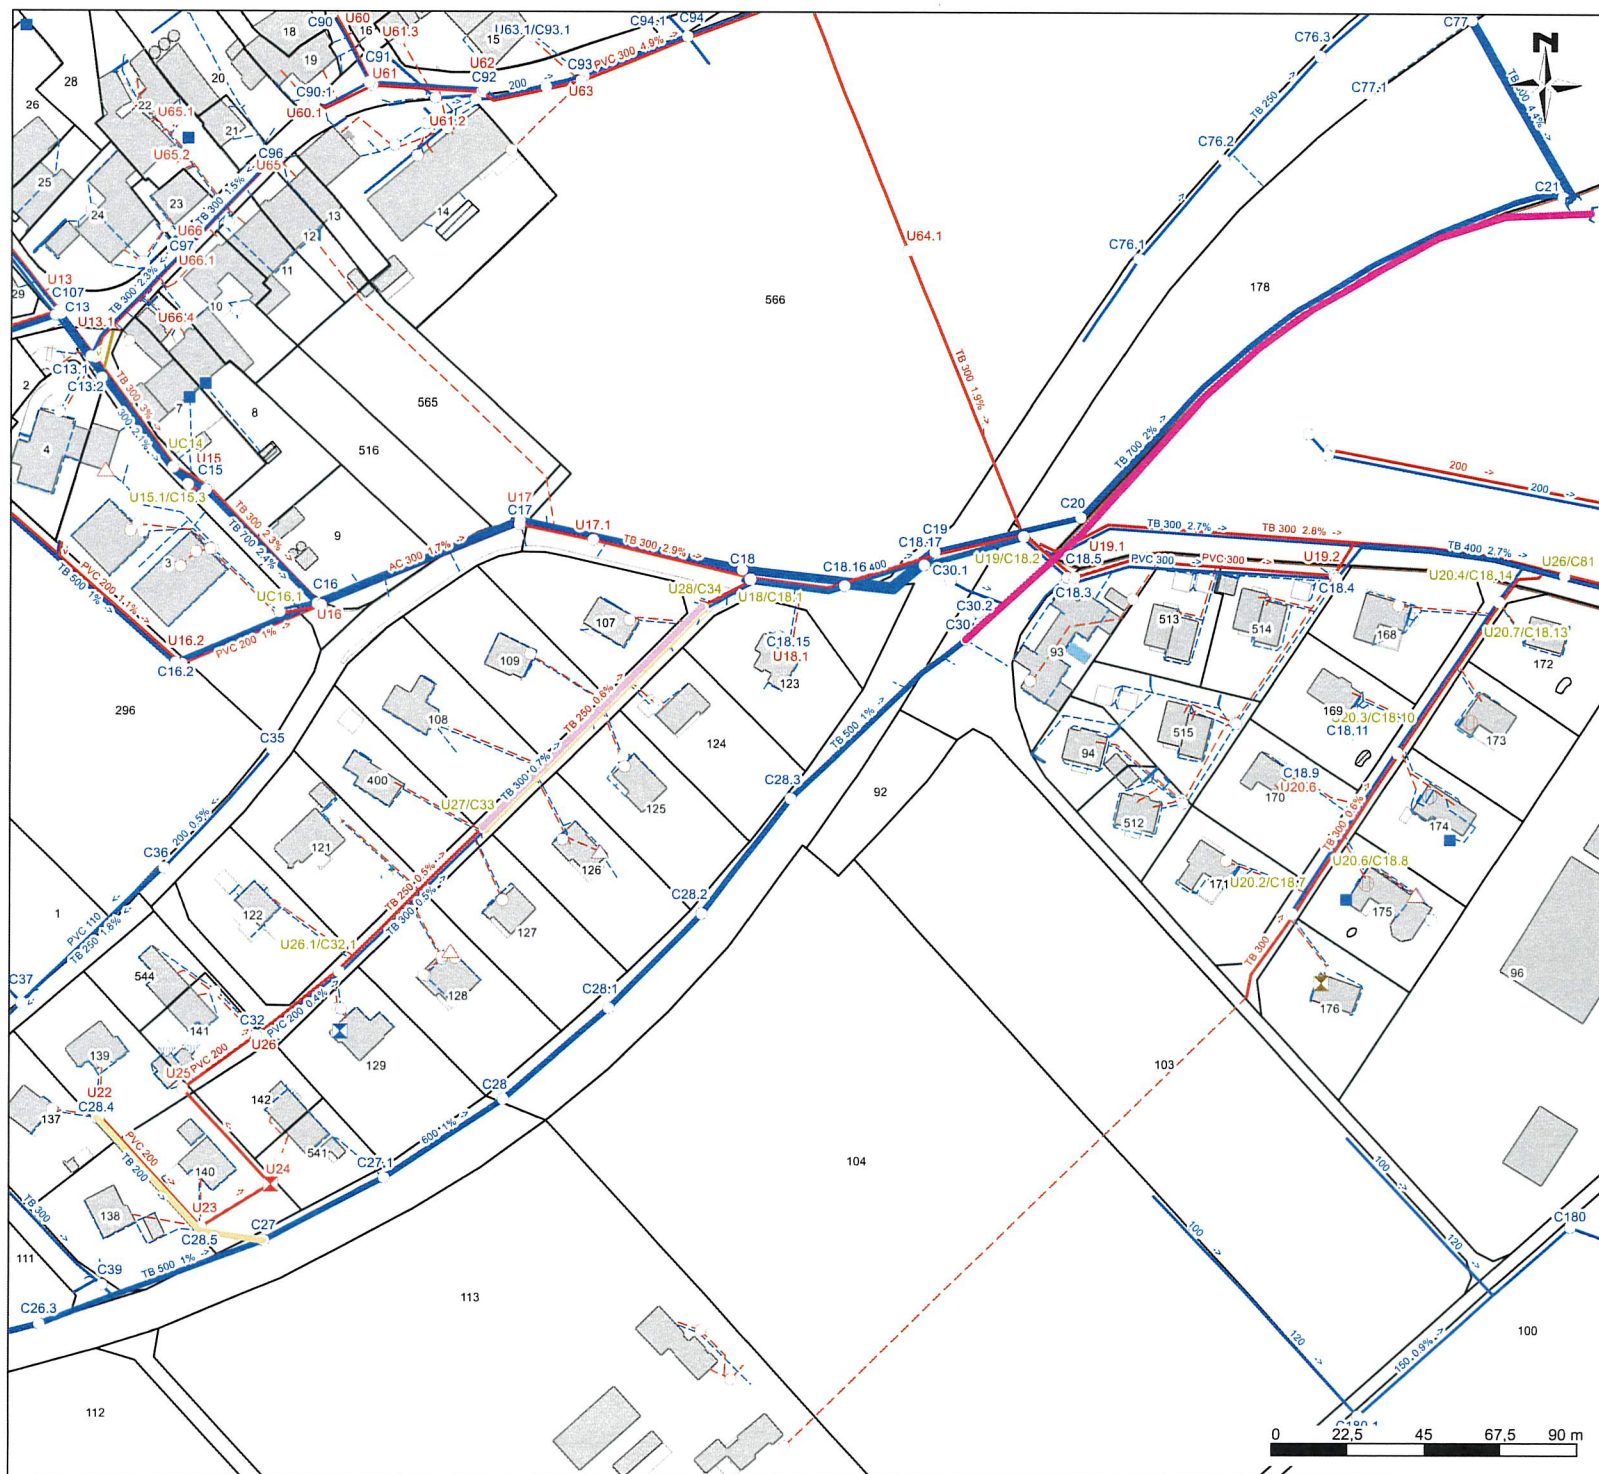 C90
U60
U61.3
U63.1/C93.1
C94.1
C94
C77
18
16
15
C76.3
N
19
C91
U62
PVC 300 4.9% ->
28
20
U61
C92
200
C93
C90.1
U63
C77.1
TB 300 4.4% ->
26
22
U65.1
U60.1
U61.2
TB 250 ->
21
U65.2
C96
U65
C76.2
25
TB 300 1.5%
C21
24
23
13
14
U66
12
U64.1
C97
C76.1
U66.1
11
U13
29
C107
TB 300 2.3%
178
C13
10
566
U13.1
U66.4
TB 300 1.9% ->
C13.1
C13.2
2
TB 300 3%
7
8
565
300 2.1%
4
UC14
516
TB 700 2% ->
U15
C15
200 ->
200 ->
U15.1/C15.3
9
U17
C17
C20
TB 300 2.3%
TB 700 2.4%
U17.1
C19
TB 300 2.7% ->
TB 300 2.8% ->
TB 300 2.9% ->
C18.17
U19/C18.2
U19.1
TB 400 2.7% ->
3
AC 300 1.7% ->
C18
C18.5
PVC 300
PVC 300 ->
U19.2
U26/C81
TB 500 1% ->
PVC 200 1.1% ->
C16
C18.16
400
C30.1
U20.4/C18.14
UC16.1
U28/C34
U18/C18.1
C18.3
C18.4
U16
C30.2
U16.2
PVC 200 1% ->
107
C30
513
514
168
U20.7/C18.13
C18.15
C16.2
109
U18.1
93
172
123
296
TB 250 0.6% ->
169
U20.3/C18.10
108
C18.11
173
C35
124
515
TB 500 1% ->
94
400
TB 300 0.7% ->
C28.3
C18.9
125
92
170
U20.6
U27/C33
512
174
200 0.5% ->
121
TB 300 0.6% ->
C36
126
U20.6/C18.8
TB 250 0.5% ->
171
U20.2/C18.7
1
122
TB 300 0.5% ->
C28.2
175
PVC 110
127
TB 250 1.8%
U26.1/C32.1
TB 300
544
96
C37
128
176
C28.1
141
C32
PVC 200 0.4% ->
139
U26
129
PVC 200
103
U25
U22
142
C28
C28.4
137
600 1% ->
PVC 200
541
100
104
TB 200 ->
140
U24
C27.1
TB 300
U23
138
C27
100
C180
C28.5
111
120
C39
TB 500 1% ->
113
C26.3
100
120
150 0.9% ->
112
C180.1
0 22,5 45 67,5 90 m